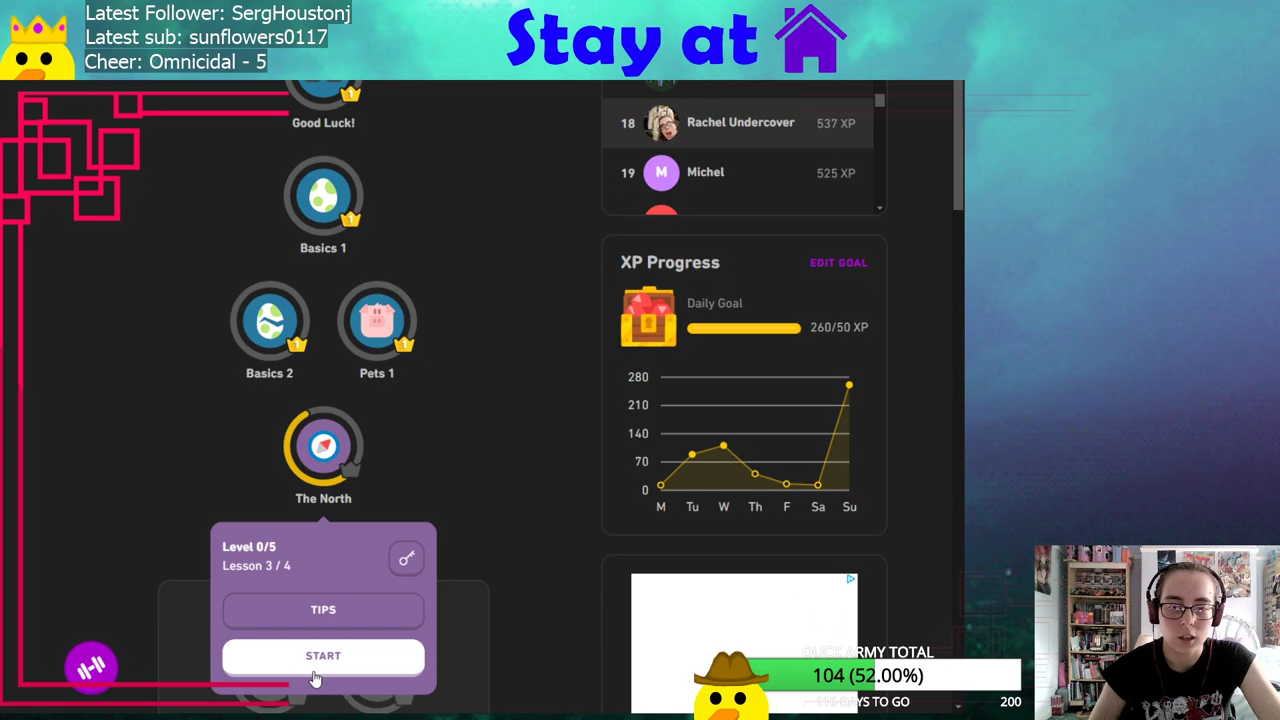 Latest Follower: SergHoustonj
Latest sub: sunflowers0117
Cheer: Omnicidal - 5
Stay at
Good Luck!
Basics 1
Basics 2
Pets 1
The North
Level 0/5
Lesson 3 / 4
TIPS
START
18 Rachel Undercover 537 XP
19 M Michel 525 XP
XP Progress
EDIT GOAL
Daily Goal
260/50 XP
280
210
140
70
0
M Tu W Th F Sa Su
DUCK ARMY TOTAL
104 (52.00%)
DAYS TO GO
200